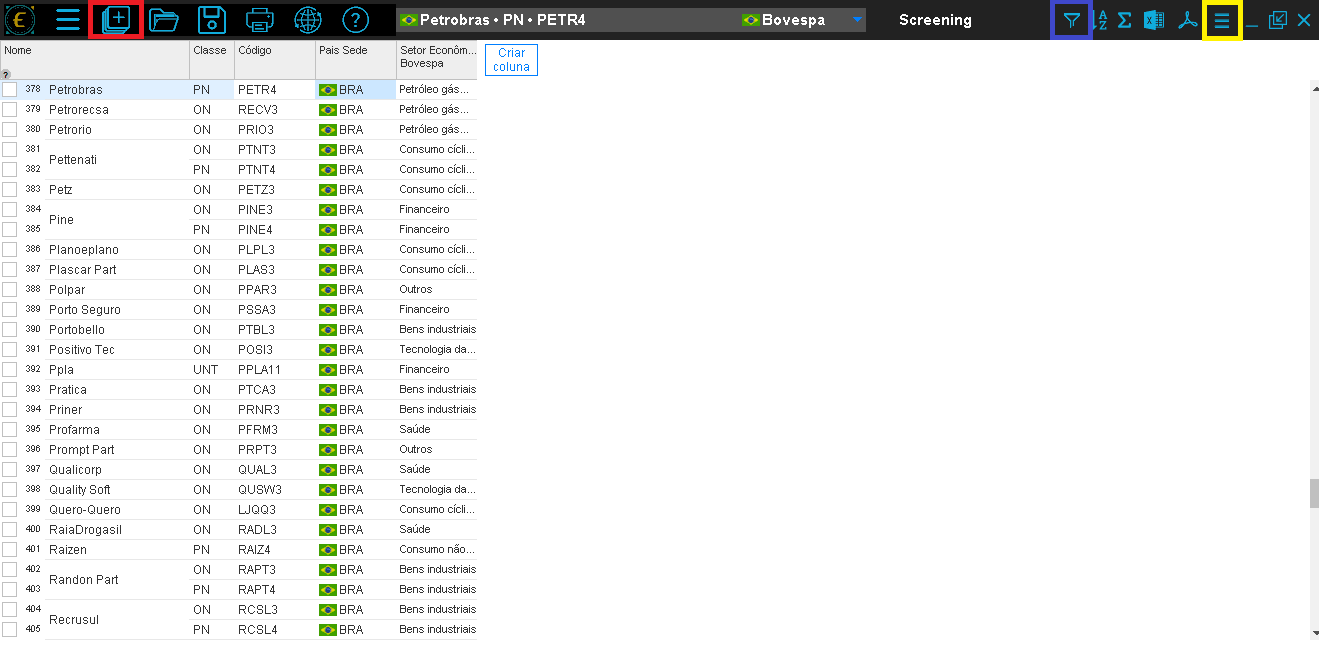 € ? Petrobras • PN • PETR4 Bovespa Screening A Z Σ X
Nome Classe Código Pais Sede Setor Econôm... Bovespa Criar coluna
?
378 Petrobras PN PETR4 BRA Petróleo gás...
379 Petrorecsa ON RECV3 BRA Petróleo gás...
380 Petrorio ON PRIO3 BRA Petróleo gás...
381 Pettenati ON PTNT3 BRA Consumo cícli...
382 PN PTNT4 BRA Consumo cícli...
383 Petz ON PETZ3 BRA Consumo cícli...
384 Pine ON PINE3 BRA Financeiro
385 PN PINE4 BRA Financeiro
386 Planoeplano ON PLPL3 BRA Consumo cícli...
387 Plascar Part ON PLAS3 BRA Consumo cícli...
388 Polpar ON PPAR3 BRA Outros
389 Porto Seguro ON PSSA3 BRA Financeiro
390 Portobello ON PTBL3 BRA Bens industriais
391 Positivo Tec ON POSI3 BRA Tecnologia da...
392 Ppla UNT PPLA11 BRA Financeiro
393 Pratica ON PTCA3 BRA Bens industriais
394 Priner ON PRNR3 BRA Bens industriais
395 Profarma ON PFRM3 BRA Saúde
396 Prompt Part ON PRPT3 BRA Outros
397 Qualicorp ON QUAL3 BRA Saúde
398 Quality Soft ON QUSW3 BRA Tecnologia da...
399 Quero-Quero ON LJQQ3 BRA Consumo cícli...
400 RaiaDrogasil ON RADL3 BRA Saúde
401 Raizen PN RAIZ4 BRA Consumo não...
402 Randon Part ON RAPT3 BRA Bens industriais
403 PN RAPT4 BRA Bens industriais
404 Recrusul ON RCSL3 BRA Bens industriais
405 PN RCSL4 BRA Bens industriais